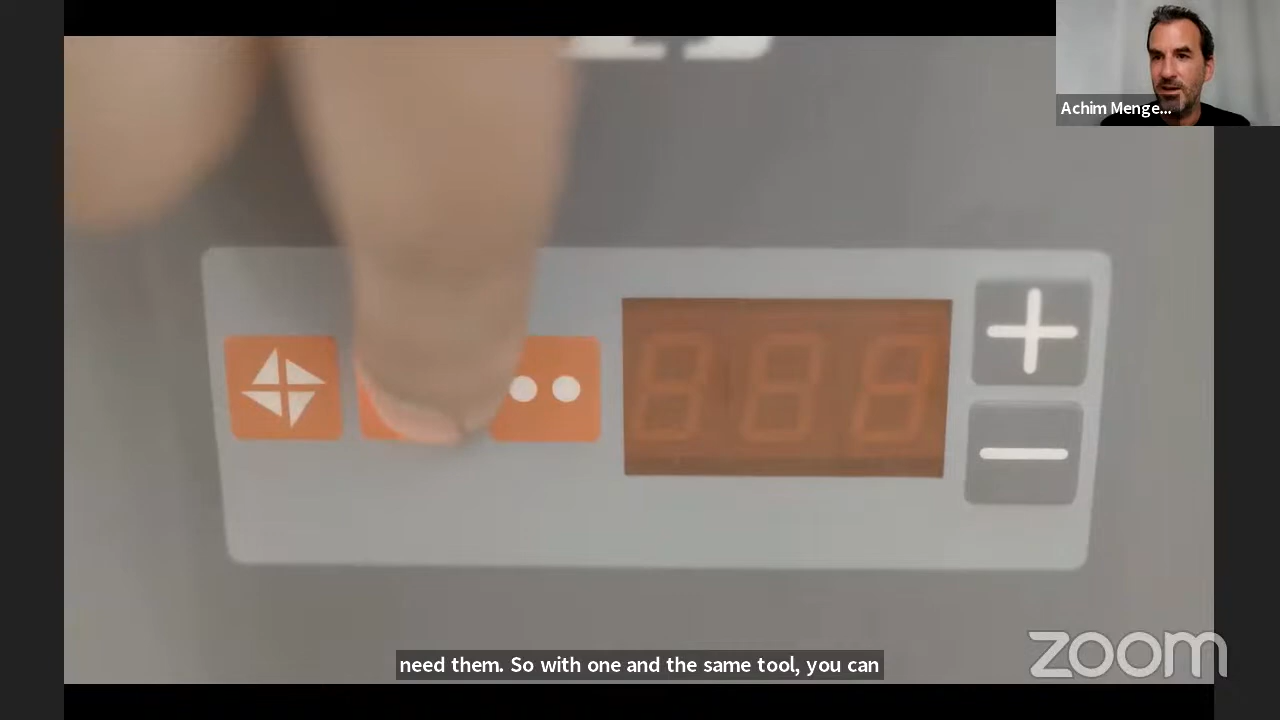 Achim Menge...
need them. So with one and the same tool, you can
zoom